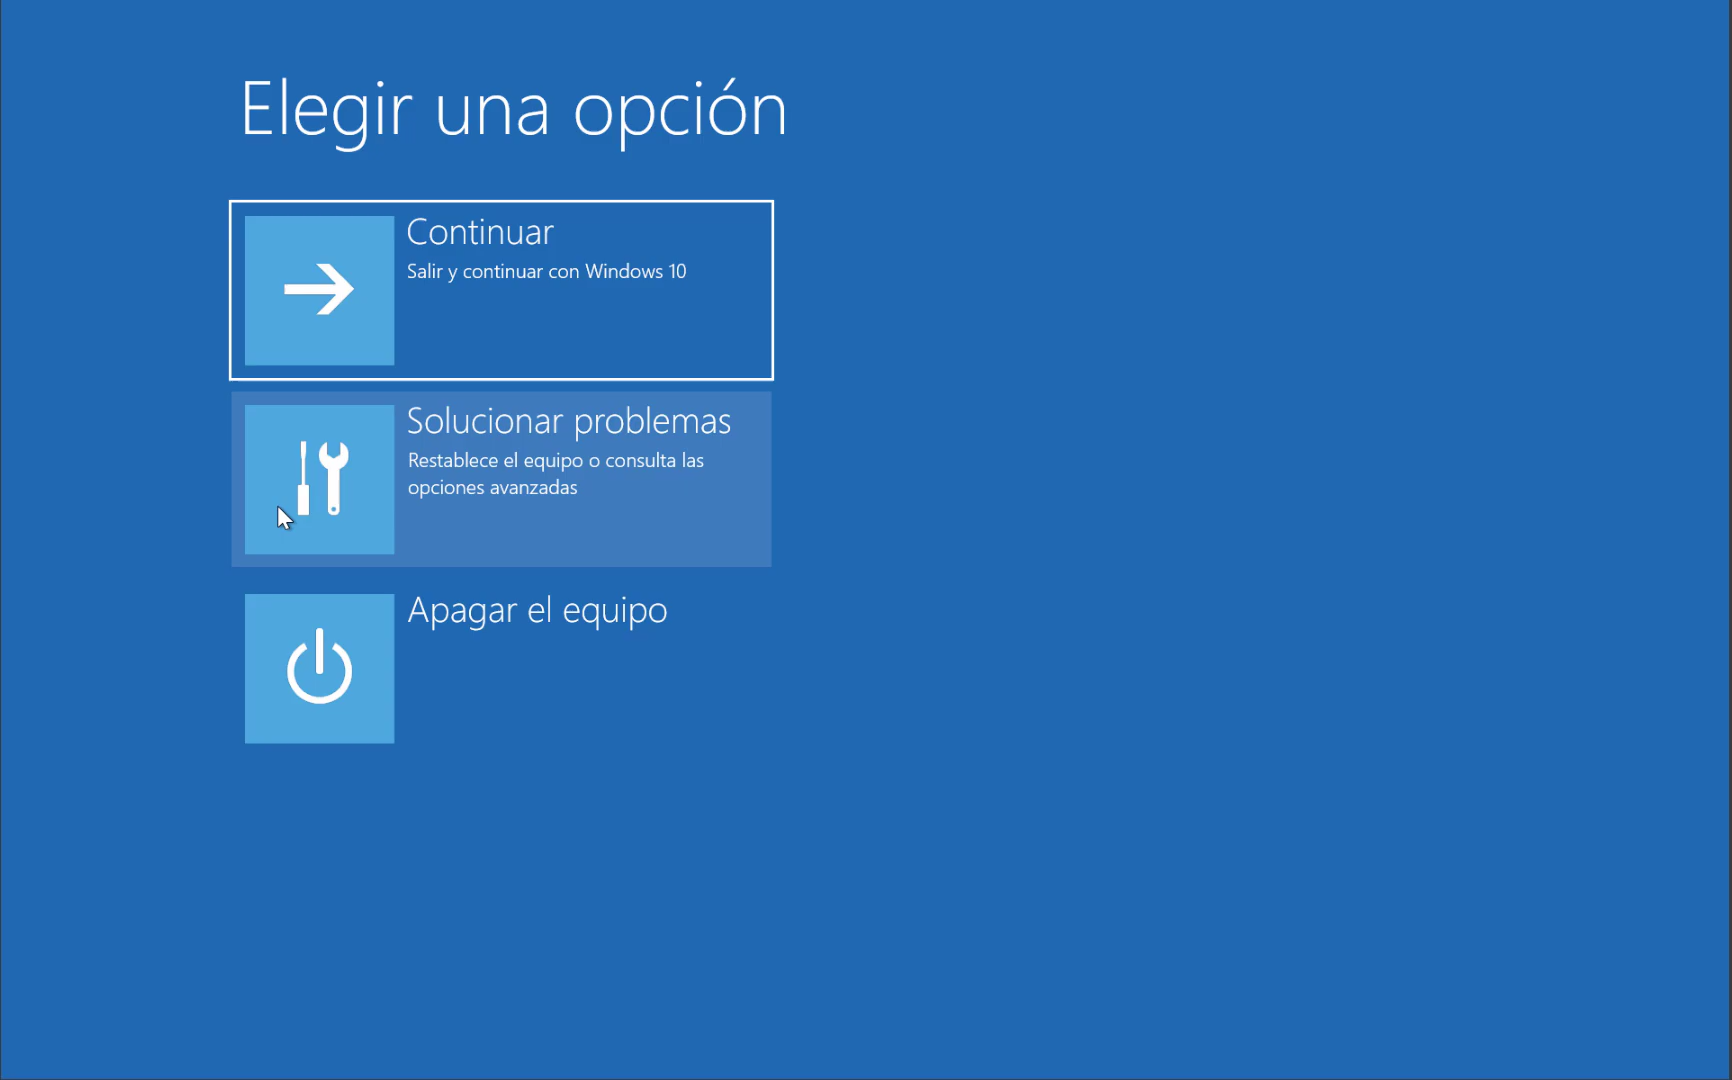 Elegir una opción
Continuar
Salir y continuar con Windows 10
Solucionar problemas
Restablece el equipo o consulta las
opciones avanzadas
Apagar el equipo